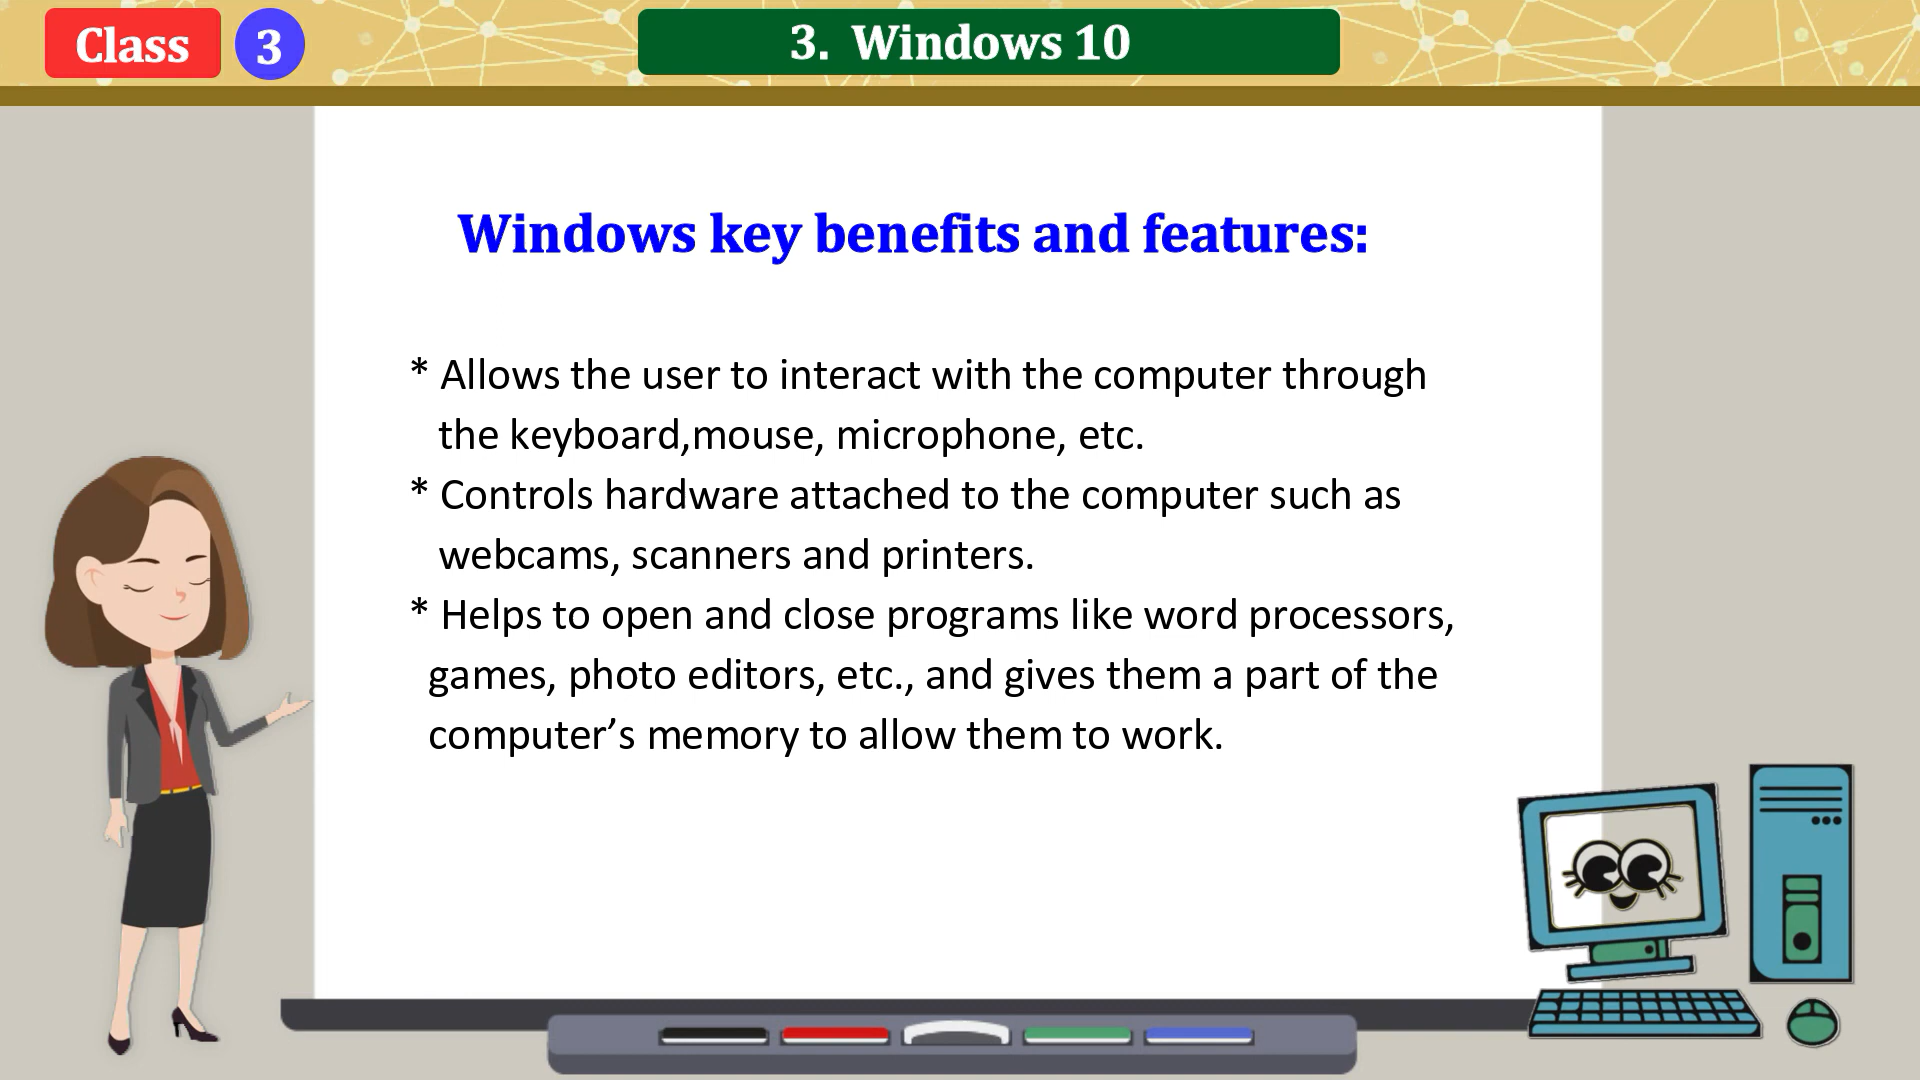 Class 3
3. Windows 10
Windows key benefits and features:
* Allows the user to interact with the computer through
the keyboard,mouse, microphone, etc.
* Controls hardware attached to the computer such as
webcams, scanners and printers.
* Helps to open and close programs like word processors,
games, photo editors, etc., and gives them a part of the
computer’s memory to allow them to work.